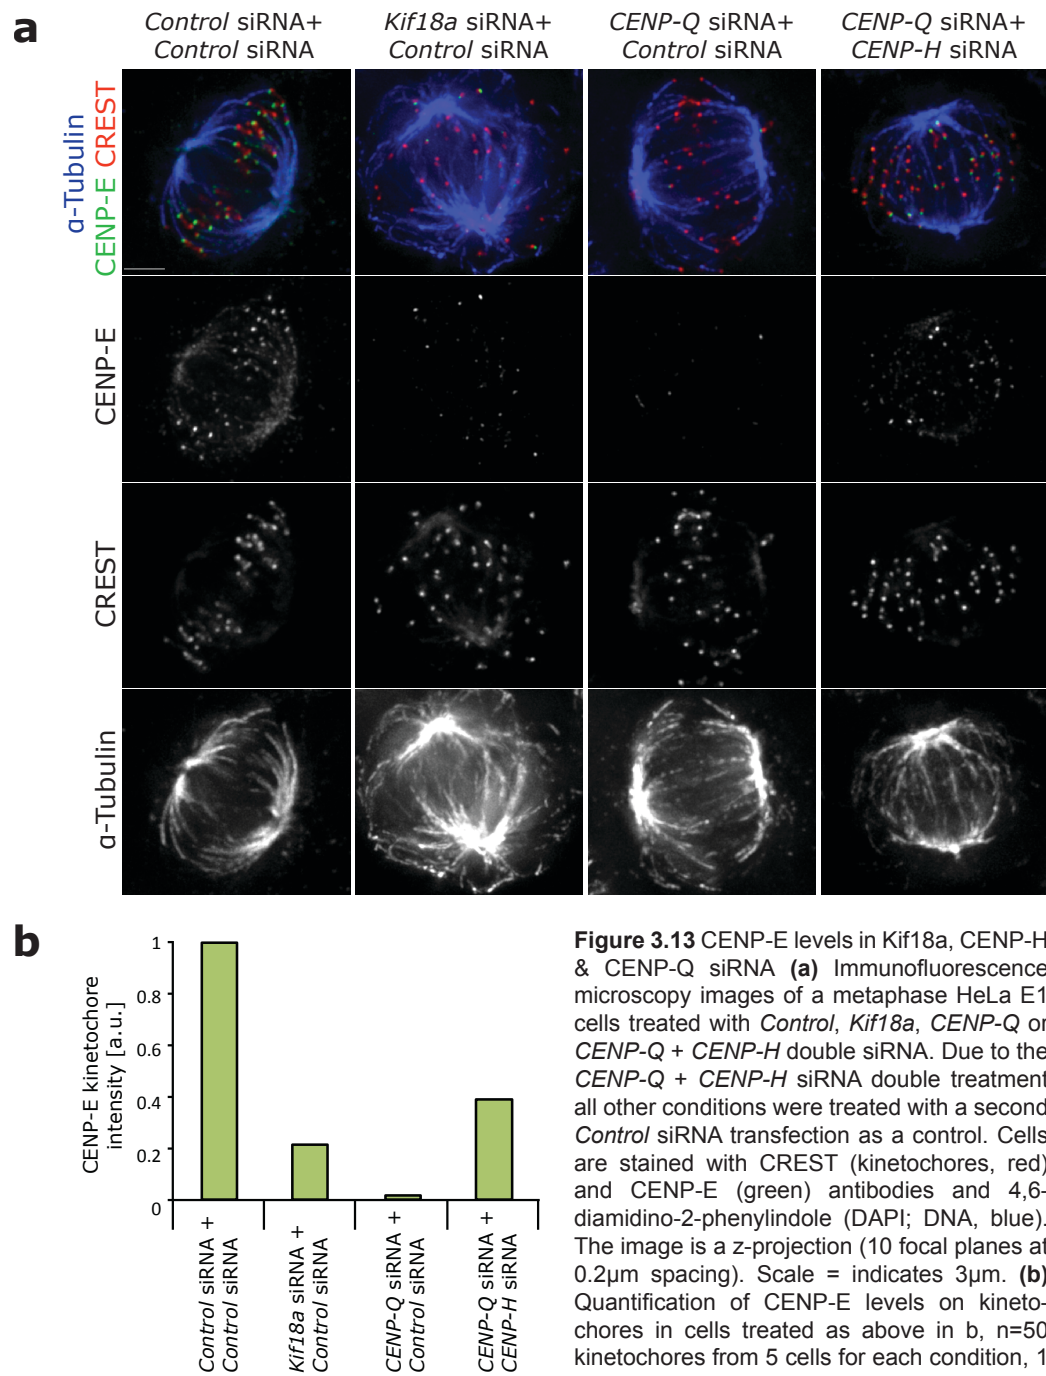 a
Control siRNA+
Control siRNA
Kif18a siRNA+
Control siRNA
CENP-Q siRNA+
Control siRNA
CENP-Q siRNA+
CENP-H siRNA
α-Tubulin
CENP-E CREST
CENP-E
CREST
α-Tubulin
b
CENP-E kinetochore
intensity [a.u.]
1
0.8
0.6
0.4
0.2
0
Control siRNA +
Control siRNA
Kif18a siRNA +
Control siRNA
CENP-Q siRNA +
Control siRNA
CENP-Q siRNA +
CENP-H siRNA
Figure 3.13 CENP-E levels in Kif18a, CENP-H
& CENP-Q siRNA (a) Immunofluorescence
microscopy images of a metaphase HeLa E1
cells treated with Control, Kif18a, CENP-Q or
CENP-Q + CENP-H double siRNA. Due to the
CENP-Q + CENP-H siRNA double treatment
all other conditions were treated with a second
Control siRNA transfection as a control. Cells
are stained with CREST (kinetochores, red)
and CENP-E (green) antibodies and 4,6-
diamidino-2-phenylindole (DAPI; DNA, blue).
The image is a z-projection (10 focal planes at
0.2μm spacing). Scale = indicates 3μm. (b)
Quantification of CENP-E levels on kineto-
chores in cells treated as above in b, n=50
kinetochores from 5 cells for each condition, 1